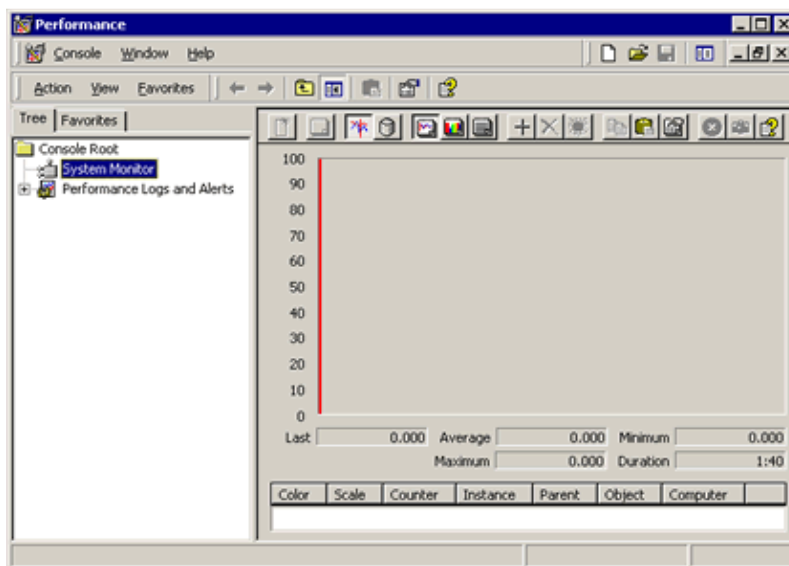 Performance
Console Window Help
Action View Favorites
Tree Favorites
Console Root
System Monitor
Performance Logs and Alerts
100
90
80
70
60
50
40
30
20
10
0
Last 0.000 Average 0.000 Minimum 0.000
Maximum 0.000 Duration 1:40
Color Scale Counter Instance Parent Object Computer